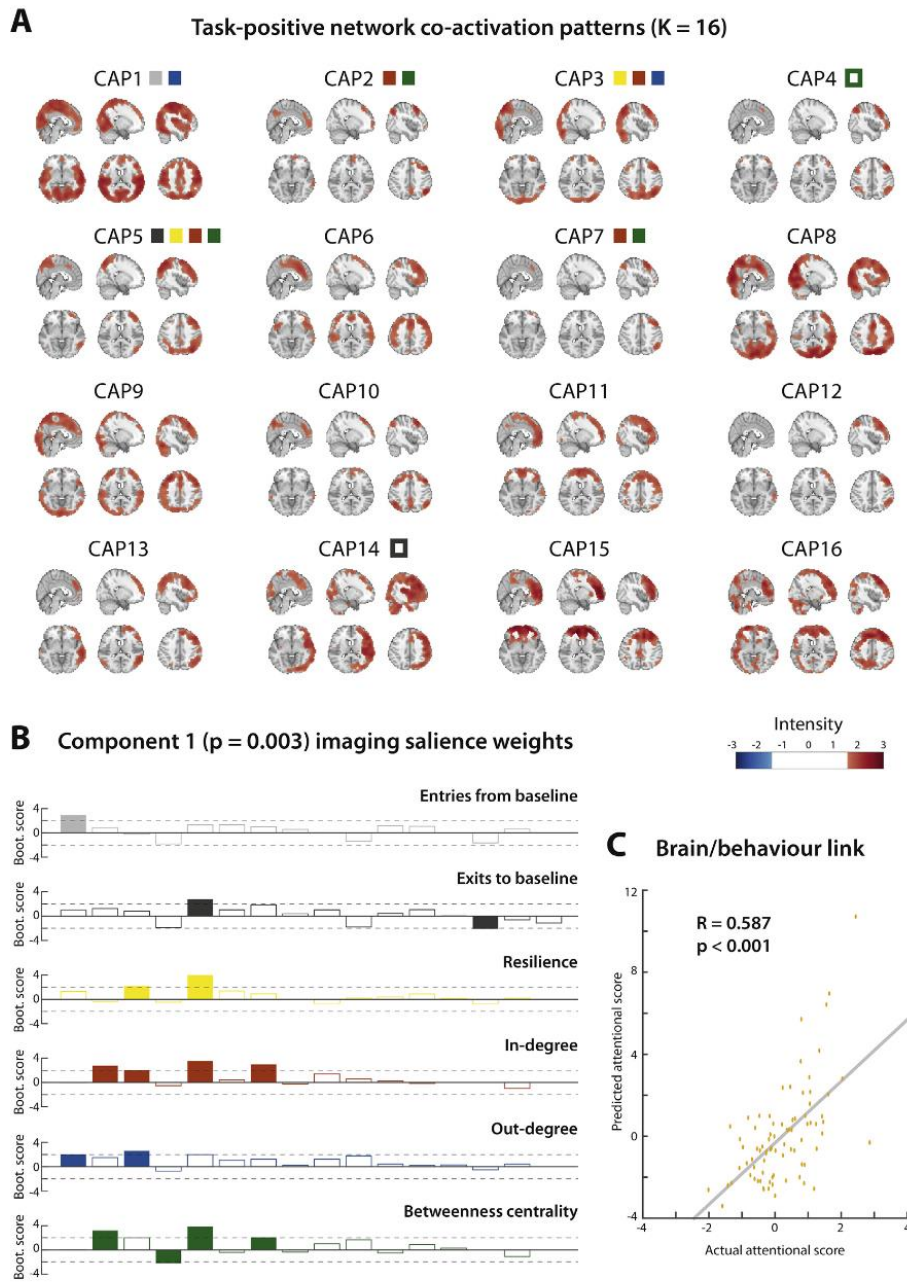 A Task-positive network co-activation patterns (K = 16)
CAP1 CAP2 CAP3 CAP4
CAP5 CAP6 CAP7 CAP8
CAP9 CAP10 CAP11 CAP12
CAP13 CAP14 CAP15 CAP16
B Component 1 (p = 0.003) imaging salience weights
Intensity
-3 -2 -1 0 1 2 3
Entries from baseline
Boot. score
4
0
-4
Exits to baseline
Boot. score
4
0
-4
Resilience
Boot. score
4
0
-4
In-degree
Boot. score
4
0
-4
Out-degree
Boot. score
4
0
-4
Betweenness centrality
Boot. score
4
0
-4
C Brain/behaviour link
R = 0.587
p < 0.001
Predicted attentional score
12
8
4
0
-4
-4 -2 0 2 4
Actual attentional score